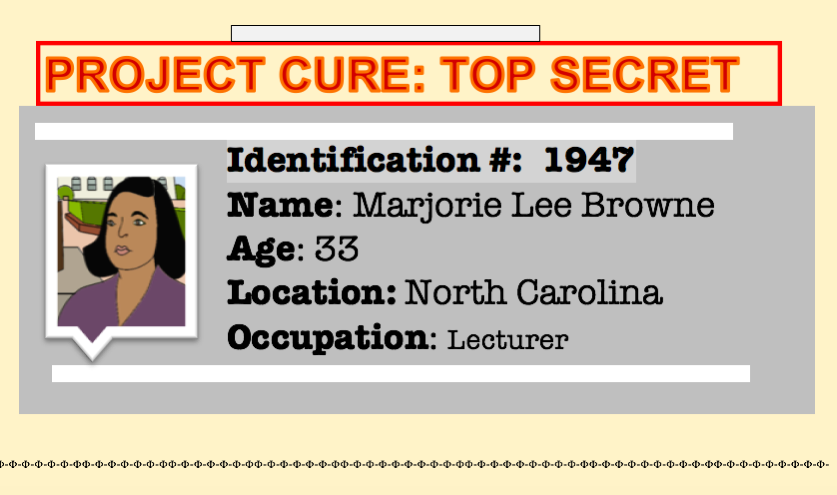 PROJECT CURE: TOP SECRET
Identification #:  1947
Name: Marjorie Lee Browne
Age: 33
Location: North Carolina
Occupation: Lecturer